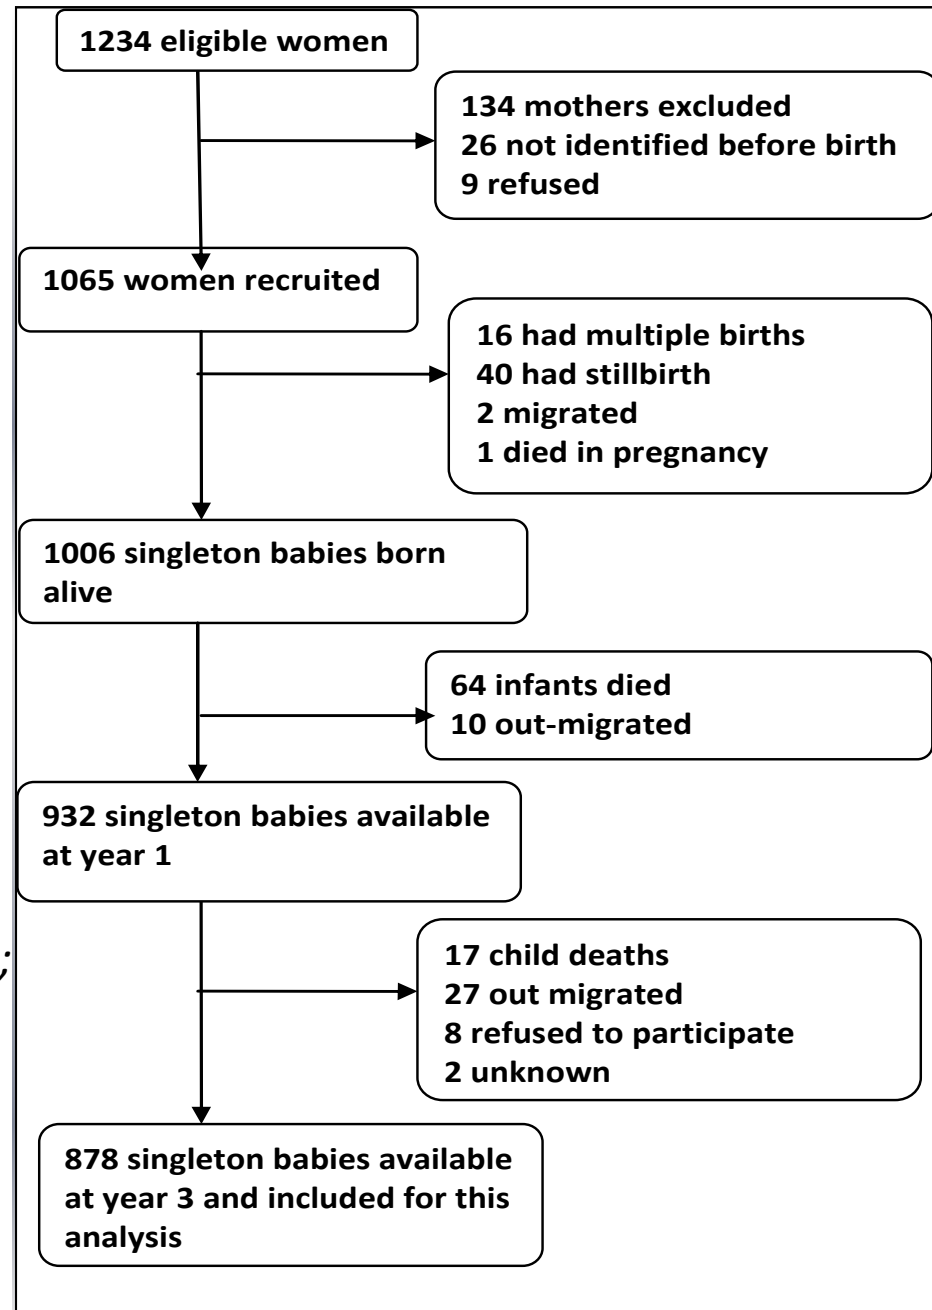 1234 eligible women
134 mothers excluded
26 not identified before birth
9 refused
1065 women recruited
16 had multiple births
40 had stillbirth
2 migrated
1 died in pregnancy
1006 singleton babies born
alive
64 infants died
10 out-migrated
932 singleton babies available
at year 1
17 child deaths
27 out migrated
8 refused to participate
2 unknown
878 singleton babies available
at year 3 and included for this
analysis